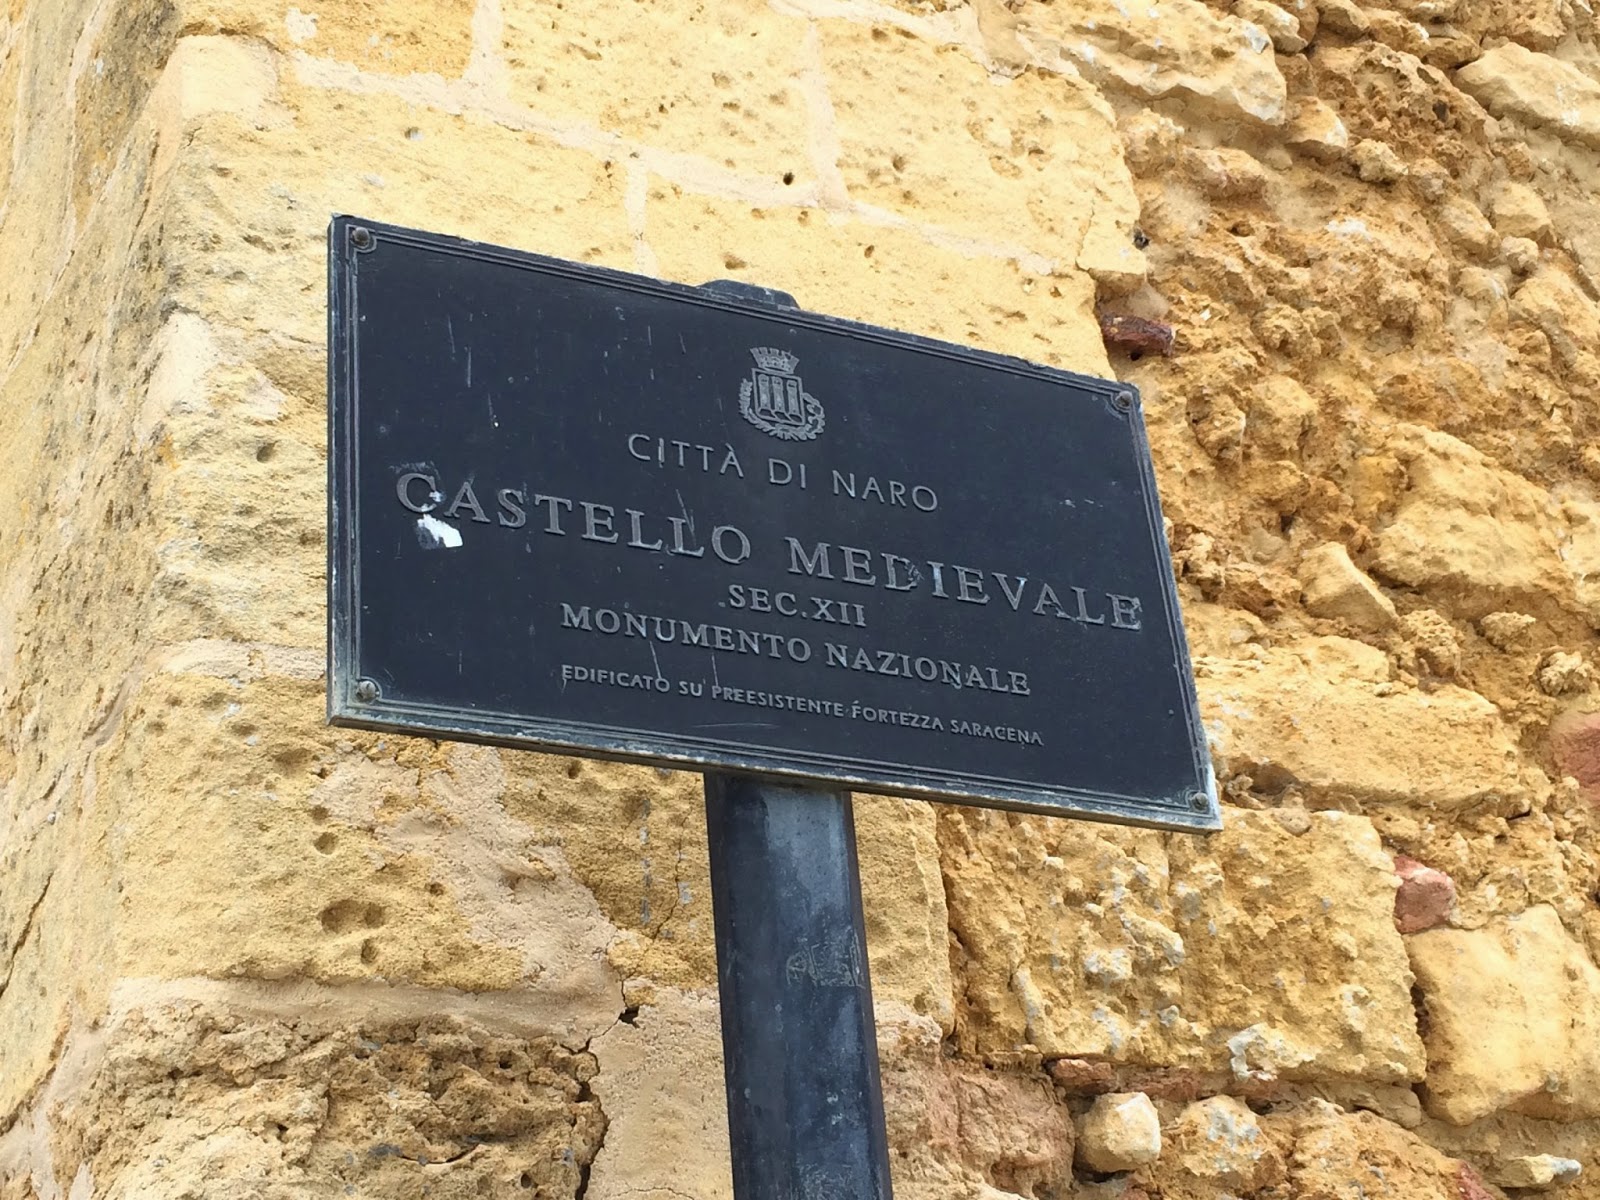 CITTÀ DI NARO
CASTELLO MEDIEVALE
SEC.XII
MONUMENTO NAZIONALE
EDIFICATO SU PREESISTENTE FORTEZZA SARACENA